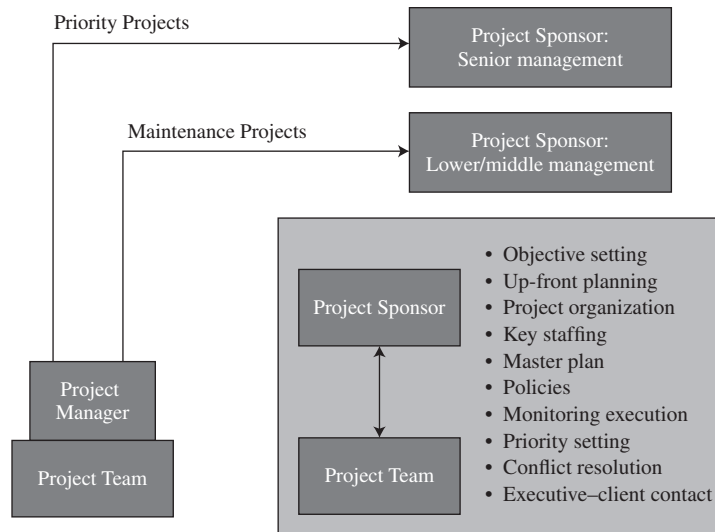 Priority Projects
Project Sponsor:
Senior management
Maintenance Projects
Project Sponsor:
Lower/middle management
Project
Manager
Project Team
Project Sponsor
Project Team
• Objective setting
• Up-front planning
• Project organization
• Key staffing
• Master plan
• Policies
• Monitoring execution
• Priority setting
• Conflict resolution
• Executive–client contact